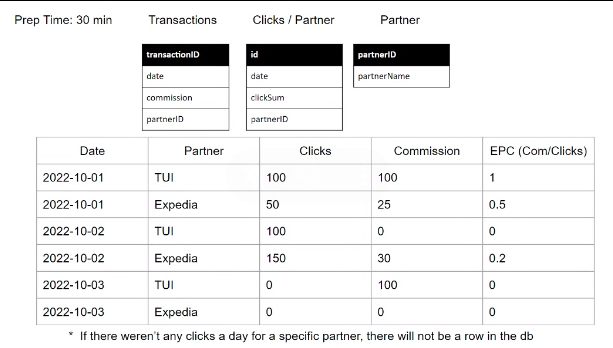 Prep Time: 30 min
Transactions
Clicks / Partner
Partner
transactionID
date
commission
partnerID
id
date
clickSum
partnerID
partnerID
partnerName
Date Partner Clicks Commission EPC (Com/Clicks)
2022-10-01 TUI 100 100 1
2022-10-01 Expedia 50 25 0.5
2022-10-02 TUI 100 0 0
2022-10-02 Expedia 150 30 0.2
2022-10-03 TUI 0 100 0
2022-10-03 Expedia 0 0 0
* If there weren't any clicks a day for a specific partner, there will not be a row in the db